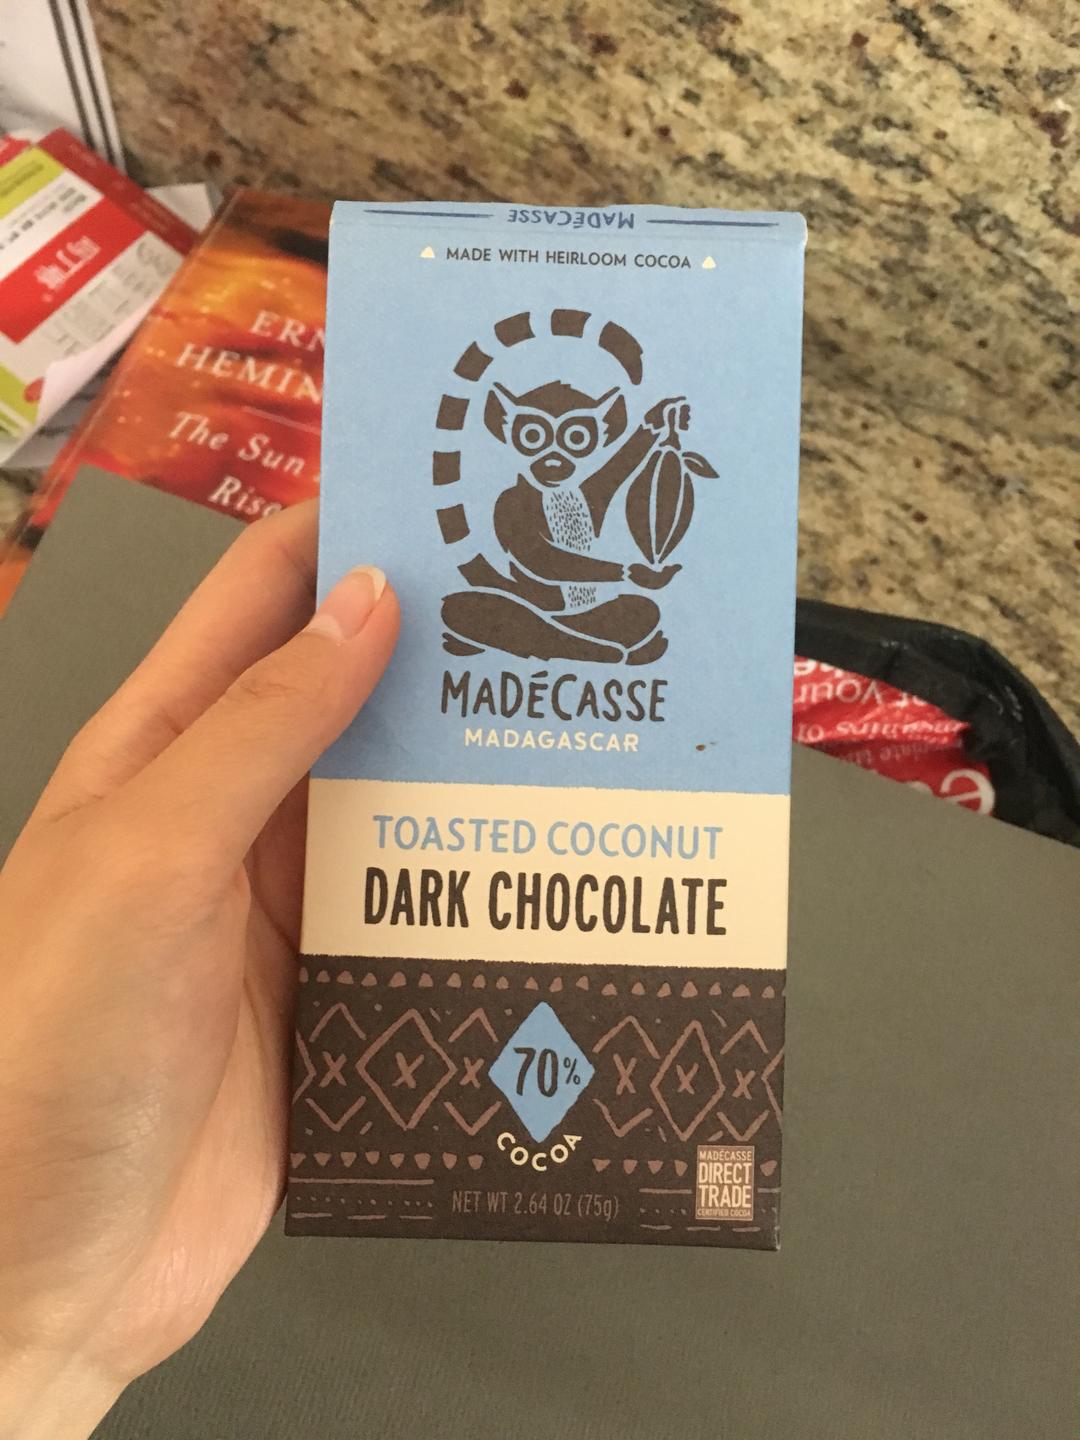 MADÉCASSE
MADE WITH HEIRLOOM COCOA
MADÉCASSE
MADAGASCAR
TOASTED COCONUT
DARK CHOCOLATE
70%
COCOA
NET WT 2.64 OZ (75g)
MADÉCASSE
DIRECT
TRADE
CERTIFIED COCOA
ERN
HEMIN
The Sun
Rise
your